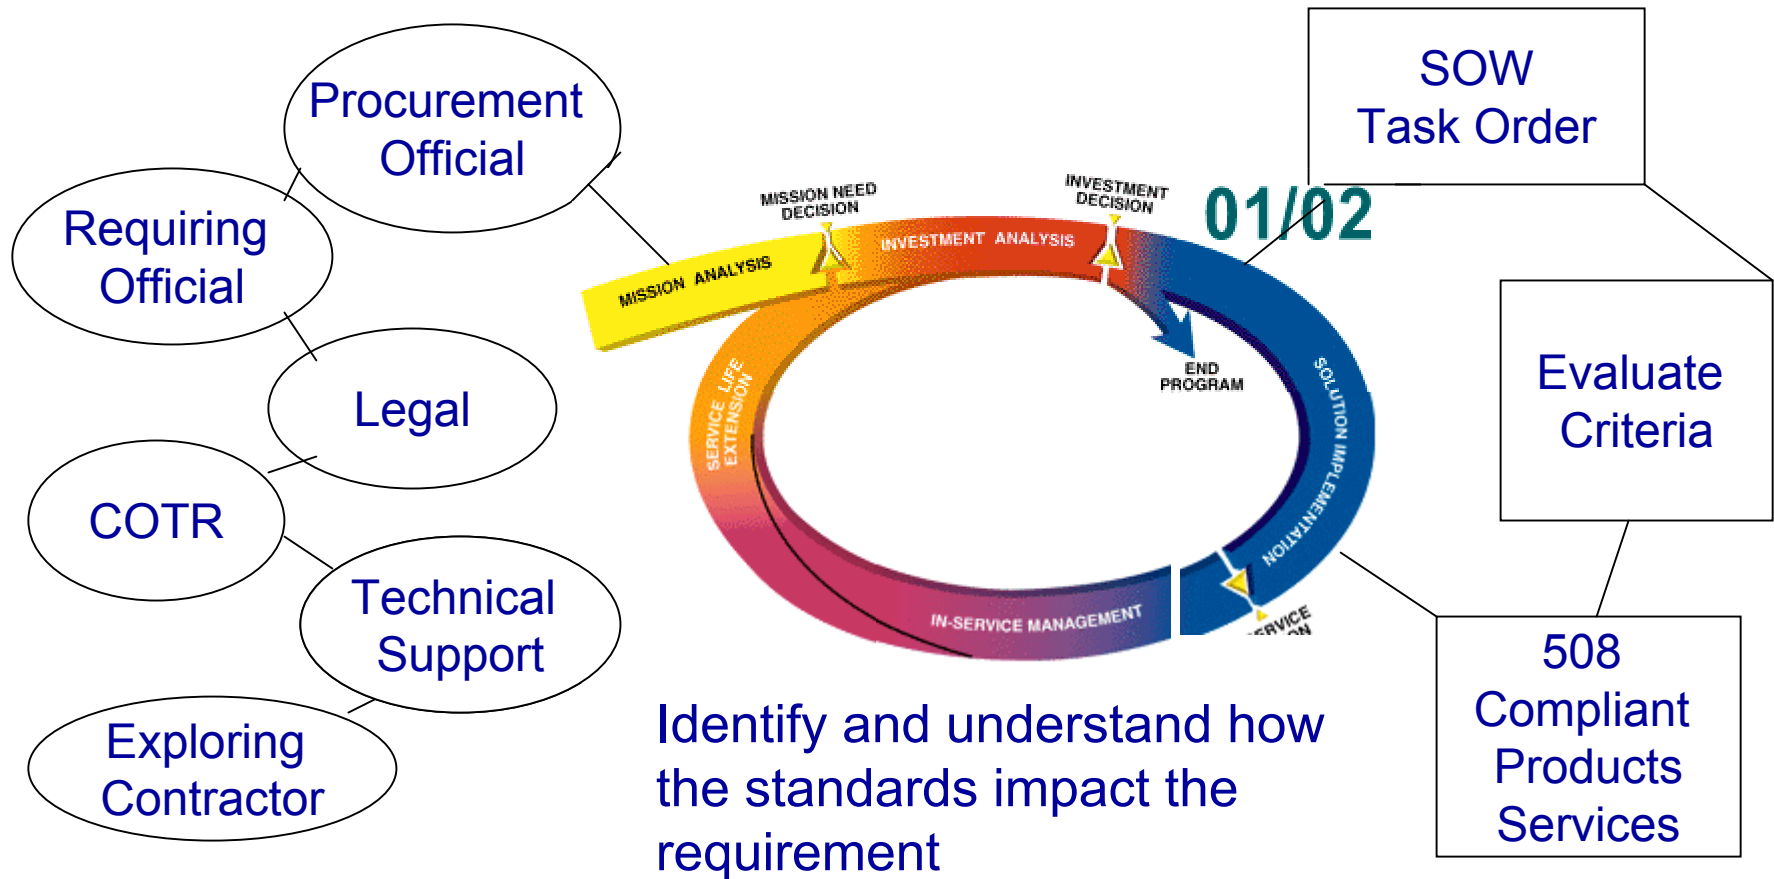 Procurement
Official
Requiring
Official
Legal
COTR
Technical
Support
Exploring
Contractor
MISSION NEED
DECISION
INVESTMENT
DECISION
01/02
MISSION ANALYSIS
INVESTMENT ANALYSIS
END
PROGRAM
SERVICE LIFE
EXTENSION
SOLUTION IMPLEMENTATION
IN-SERVICE MANAGEMENT
Identify and understand how
the standards impact the
requirement
SOW
Task Order
Evaluate
Criteria
508
Compliant
Products
Services